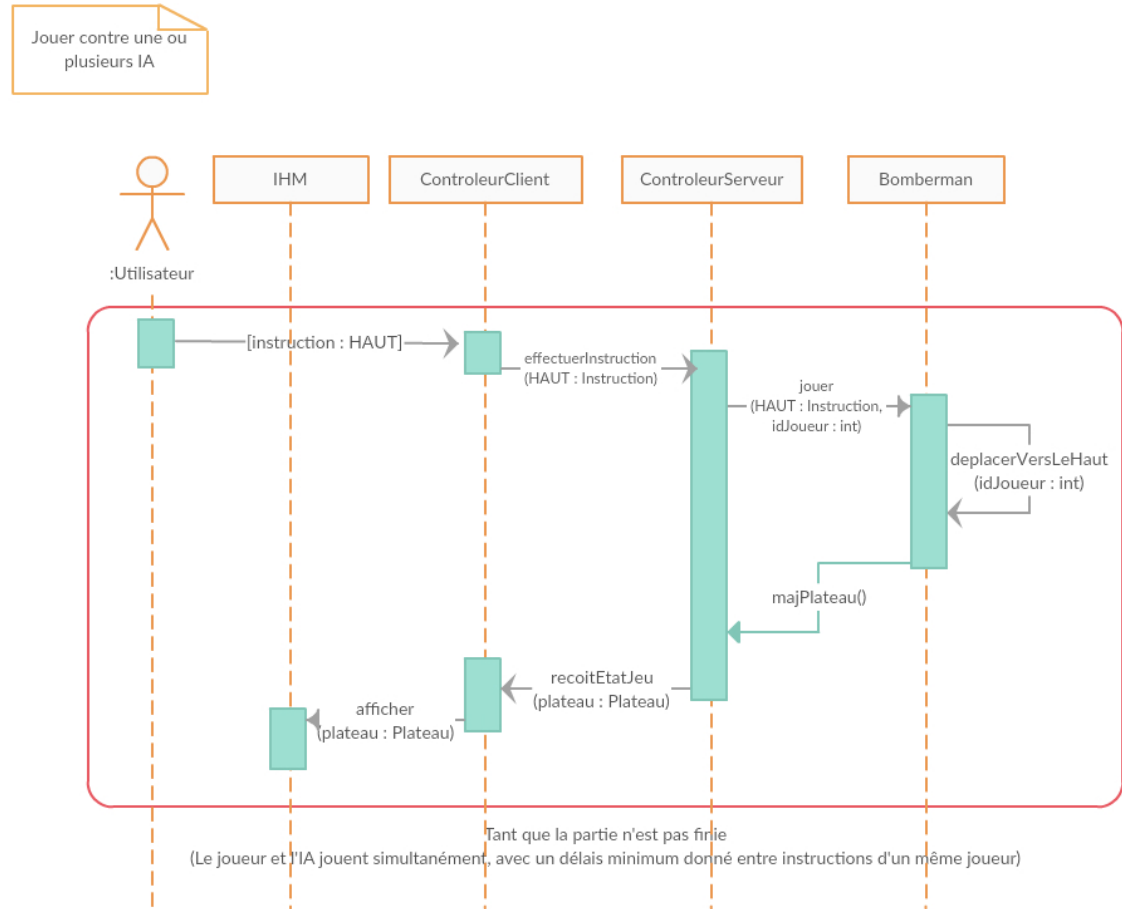 Jouer contre une ou
plusieurs IA
IHM
ControleurClient
ControleurServeur
Bomberman
:Utilisateur
[instruction : HAUT]
effectuerInstruction
(HAUT : Instruction)
jouer
(HAUT : Instruction,
idJoueur : int)
deplacerVersLeHaut
(idJoueur : int)
majPlateau()
recoitEtatJeu
(plateau : Plateau)
afficher
(plateau : Plateau)
Tant que la partie n'est pas finie
(Le joueur et l'IA jouent simultanément, avec un délais minimum donné entre instructions d'un même joueur)